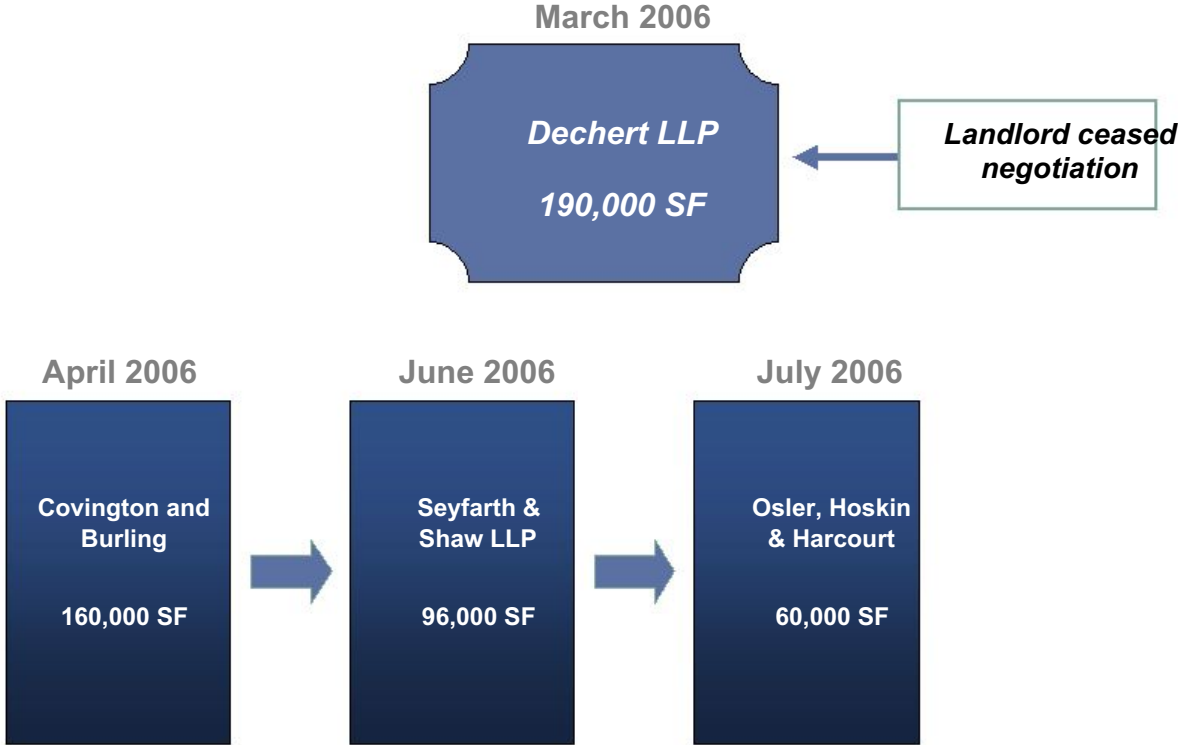 March 2006
Dechert LLP
190,000 SF
Landlord ceased
negotiation
April 2006
Covington and
Burling
160,000 SF
June 2006
Seyfarth &
Shaw LLP
96,000 SF
July 2006
Osler, Hoskin
& Harcourt
60,000 SF